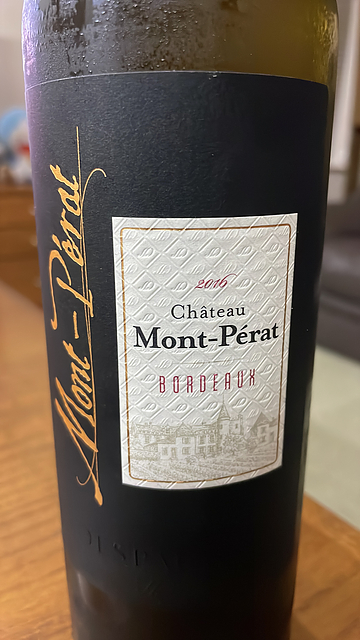 Mont-Pérat
2016
Château
Mont-Pérat
BORDEAUX